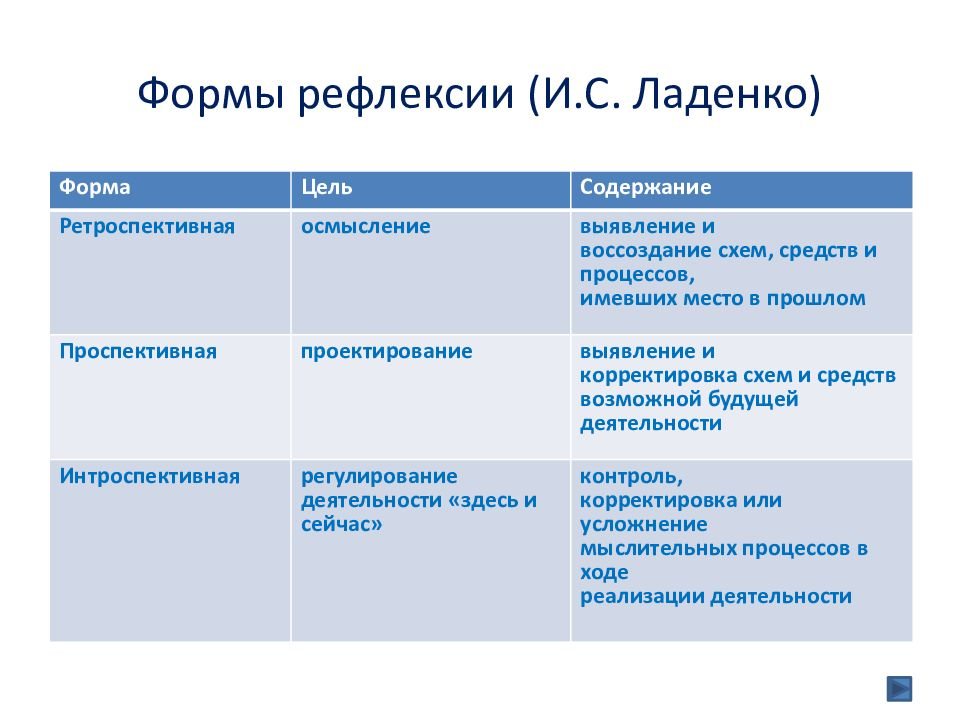 Формы рефлексии (И.С. Ладенко)
Форма
Цель
Содержание
Ретроспективная
осмысление
выявление и
воссоздание схем, средств и
процессов,
имевших место в прошлом
Проспективная
проектирование
выявление и
корректировка схем и средств
возможной будущей
деятельности
Интроспективная
регулирование
деятельности «здесь и
сейчас»
контроль,
корректировка или
усложнение
мыслительных процессов в
ходе
реализации деятельности